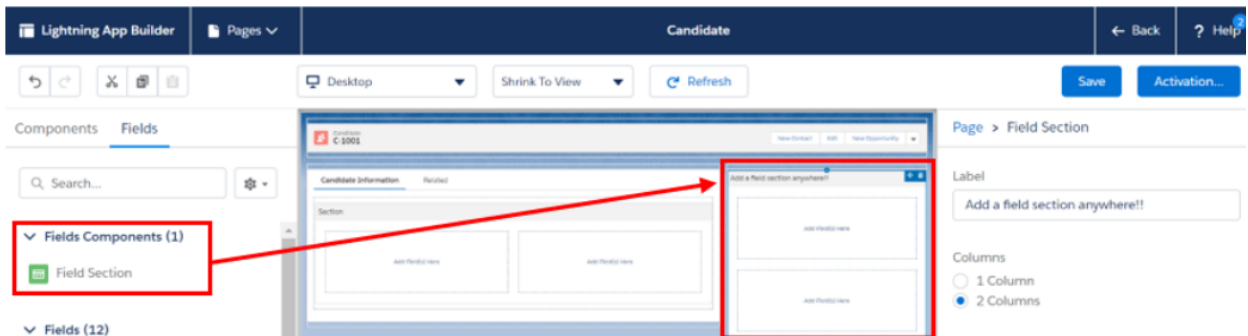 Lightning App Builder
Pages
Candidate
Back
? Help
2
Desktop
Shrink To View
Refresh
Save
Activation...
Components
Fields
Search...
Fields Components (1)
Field Section
Fields (12)
Candidate
C-1001
New Contact
Edit
New Opportunity
Candidate Information
Related
Section
Add Field(s) Here
Add Field(s) Here
Add a field section anywhere!!
Add Field(s) Here
Add Field(s) Here
Page > Field Section
Label
Add a field section anywhere!!
Columns
1 Column
2 Columns